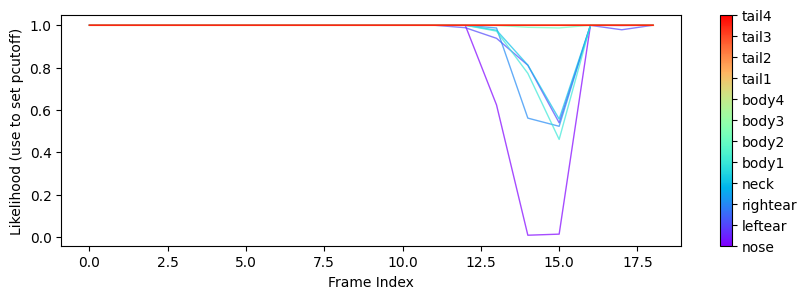 Likelihood (use to set pcutoff)
1.0
0.8
0.6
0.4
0.2
0.0
0.0
2.5
5.0
7.5
10.0
12.5
15.0
17.5
Frame Index
tail4
tail3
tail2
tail1
body4
body3
body2
body1
neck
rightear
leftear
nose